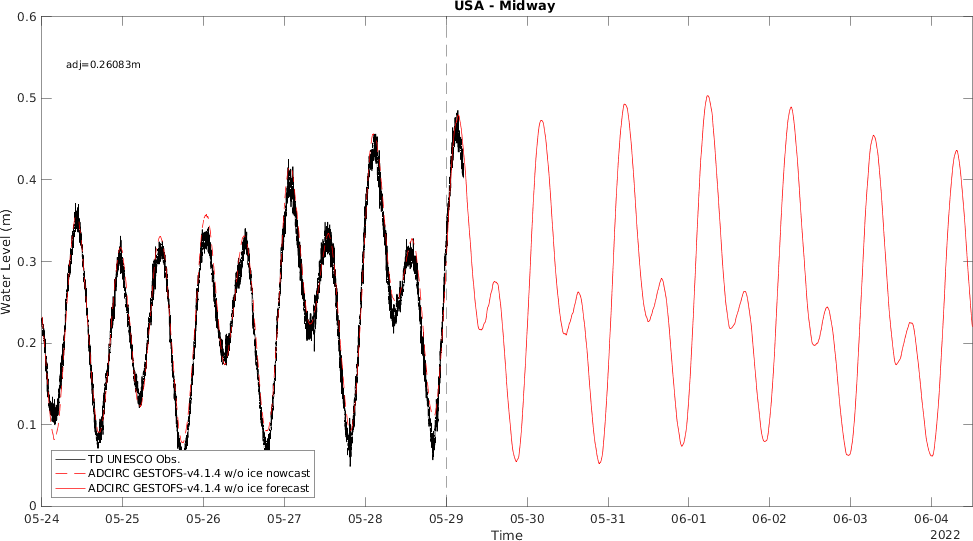 USA - Midway
adj=0.26083m
0.6
0.5
0.4
0.3
0.2
0.1
0
Water Level (m)
TD UNESCO Obs.
ADCIRC GESTOFS-v4.1.4 w/o ice nowcast
ADCIRC GESTOFS-v4.1.4 w/o ice forecast
05-24 05-25 05-26 05-27 05-28 05-29 05-30 05-31 06-01 06-02 06-03 06-04
Time
2022